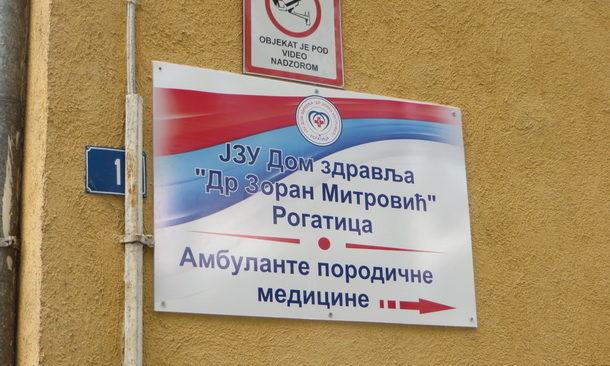 OBJEKAT JE POD
VIDEO
NADZOROM
1
ЈЗУ Дом здравља
"Др Зоран Митровић"
Рогатица
Амбуланте породичне
медицине